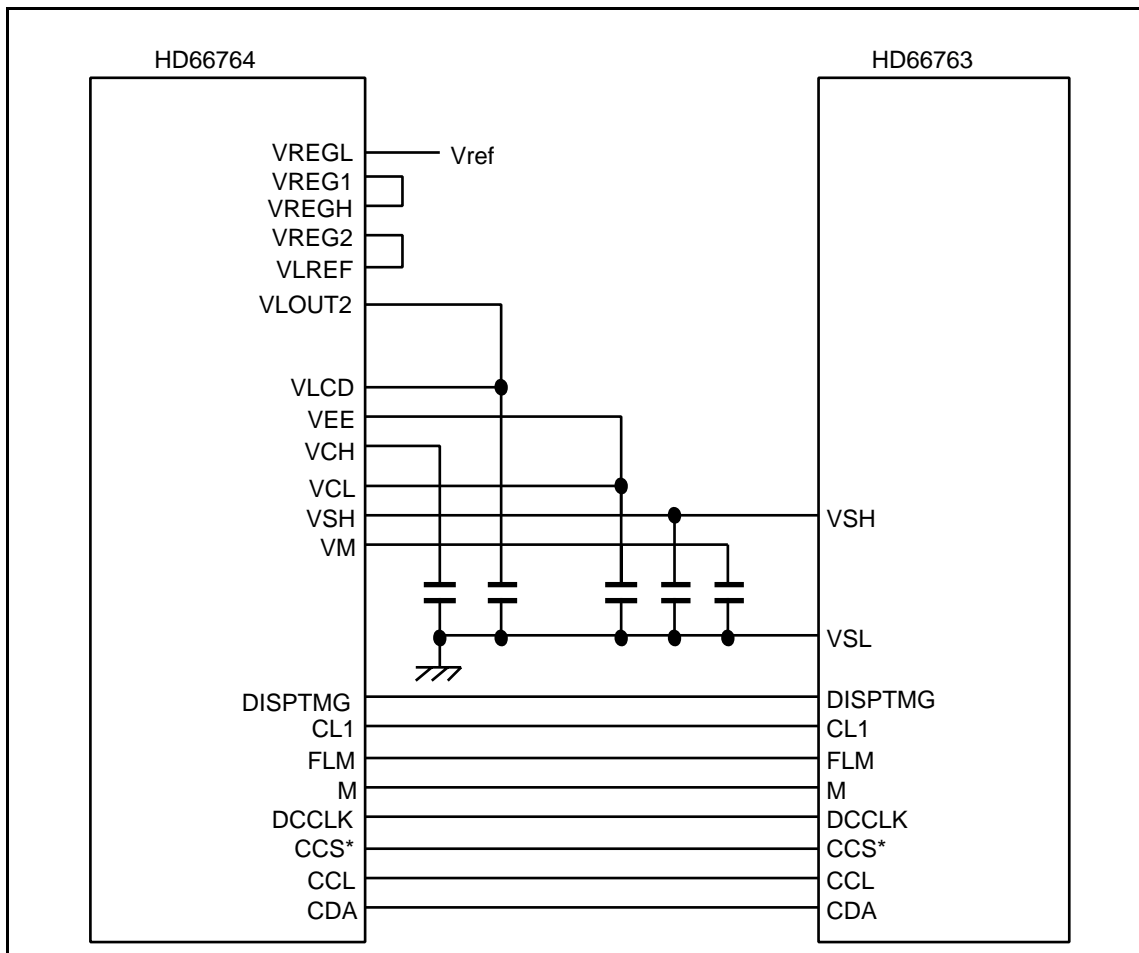 HD66764
HD66763
VREGL
Vref
VREG1
VREGH
VREG2
VLREF
VLOUT2
VLCD
VEE
VCH
VCL
VSH
VSH
VM
VSL
DISPTMG
DISPTMG
CL1
CL1
FLM
FLM
M
M
DCCLK
DCCLK
CCS*
CCS*
CCL
CCL
CDA
CDA